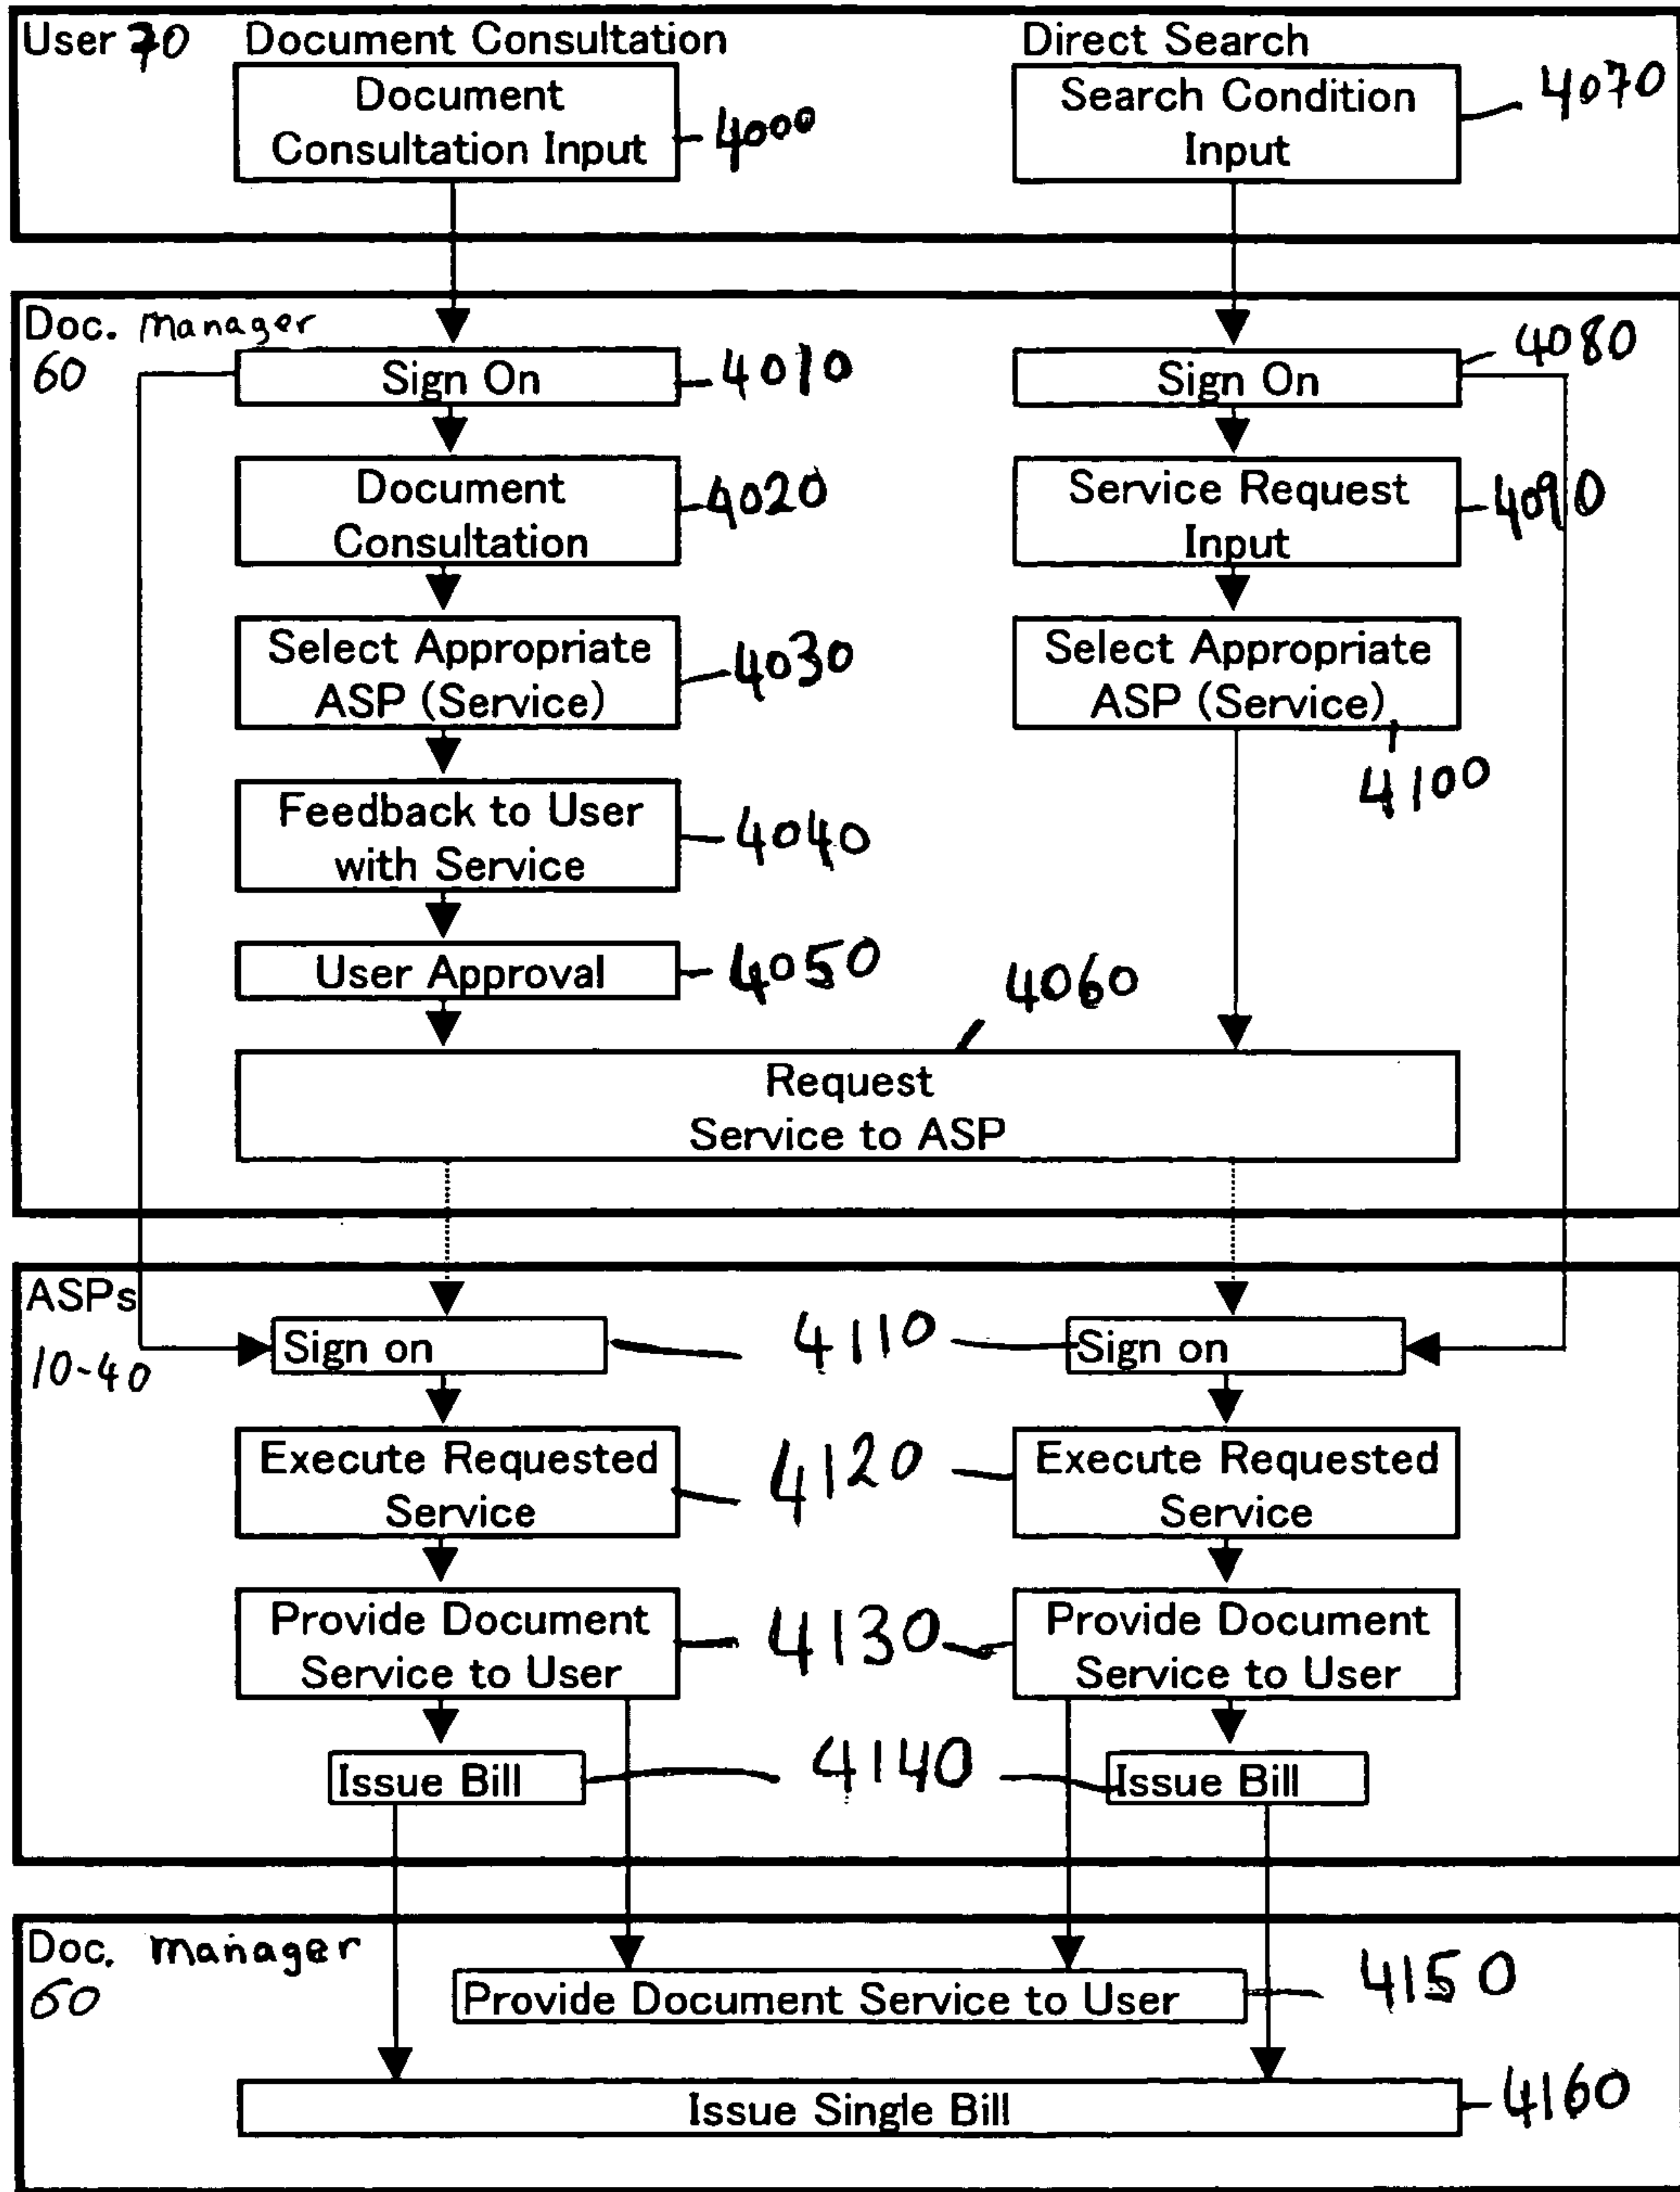 User 70 Document Consultation Direct Search
Document
Consultation Input
4000
Search Condition
Input
4070
Doc. Manager
60
Sign On
4010
Sign On
4080
Document
Consultation
4020
Service Request
Input
4090
Select Appropriate
ASP (Service)
4030
Select Appropriate
ASP (Service)
4100
Feedback to User
with Service
4040
User Approval
4050
4060
Request
Service to ASP
ASPs
10-40
Sign on
4110
Sign on
Execute Requested
Service
4120
Execute Requested
Service
Provide Document
Service to User
4130
Provide Document
Service to User
Issue Bill
4140
Issue Bill
Doc. manager
60
Provide Document Service to User
4150
Issue Single Bill
4160